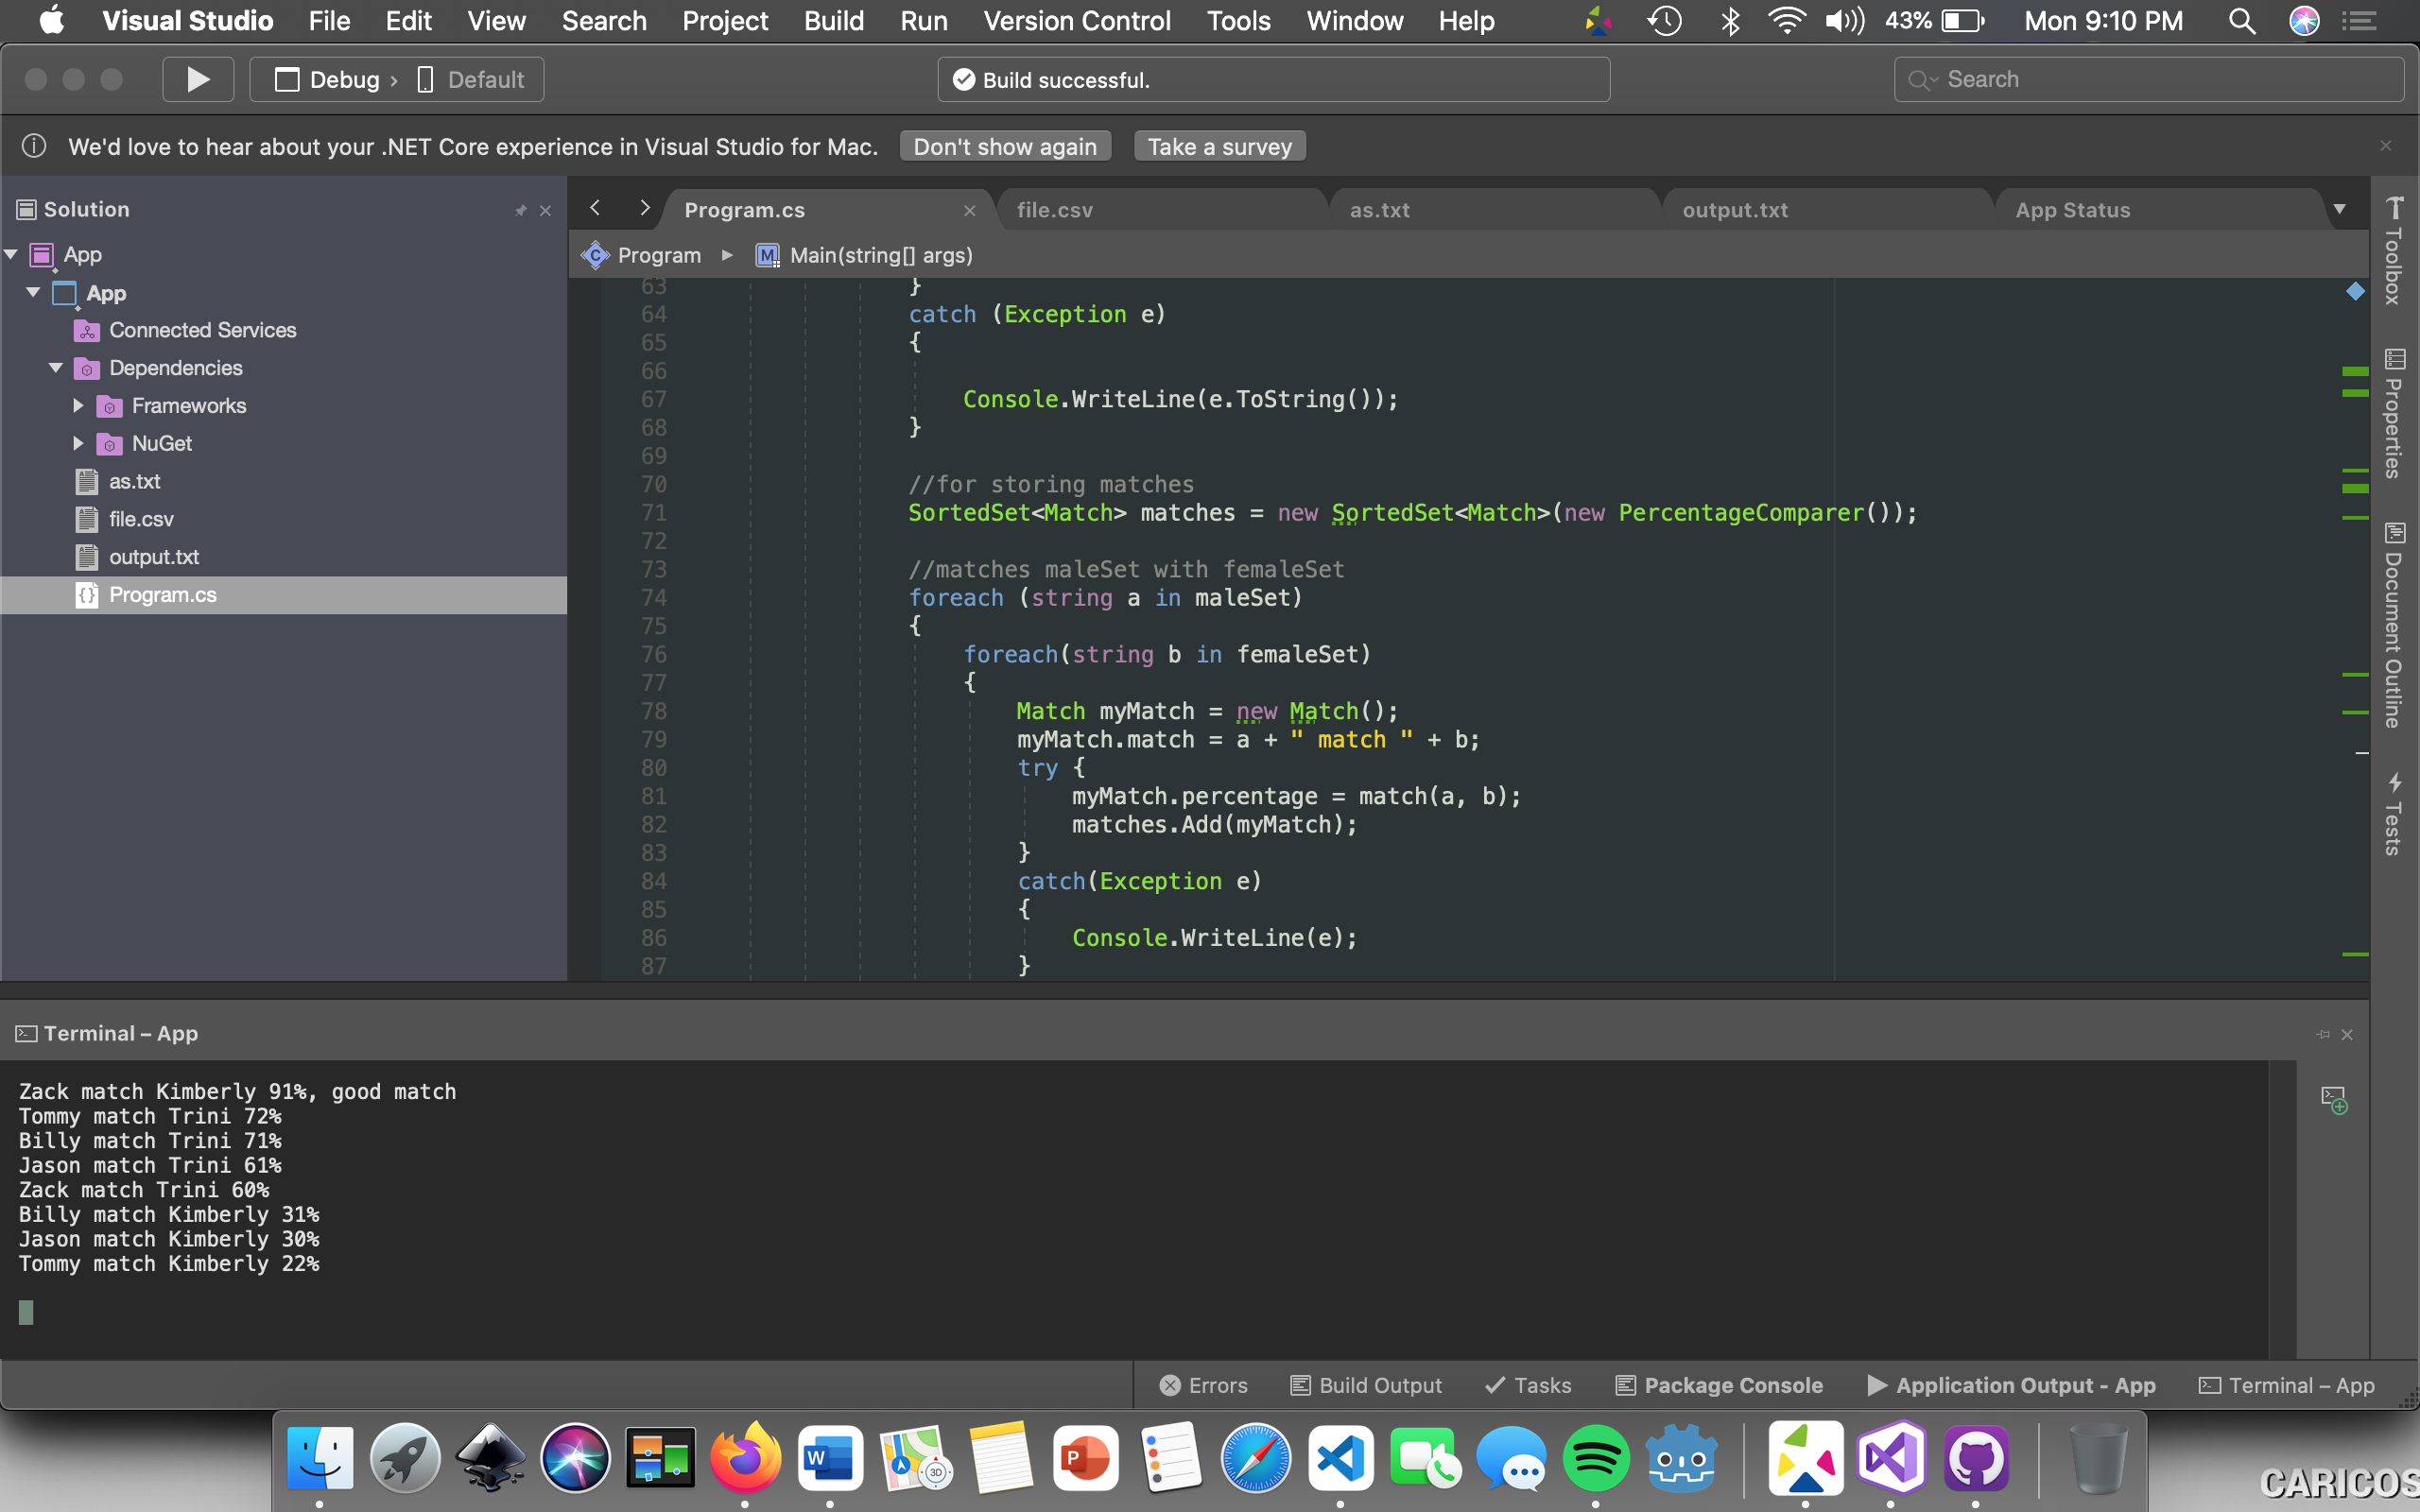 Visual Studio File Edit View Search Project Build Run Version Control Tools Window Help 43% Mon 9:10 PM
Debug › Default Build successful. Search
We'd love to hear about your .NET Core experience in Visual Studio for Mac. Don't show again Take a survey
Solution
App
App
Connected Services
Dependencies
Frameworks
NuGet
as.txt
file.csv
output.txt
Program.cs
Program.cs file.csv as.txt output.txt App Status
Program Main(string[] args)
63 }
64 catch (Exception e)
65 {
66
67 Console.WriteLine(e.ToString());
68 }
69
70 //for storing matches
71 SortedSet<Match> matches = new SortedSet<Match>(new PercentageComparer());
72
73 //matches maleSet with femaleSet
74 foreach (string a in maleSet)
75 {
76 foreach(string b in femaleSet)
77 {
78 Match myMatch = new Match();
79 myMatch.match = a + " match " + b;
80 try {
81 myMatch.percentage = match(a, b);
82 matches.Add(myMatch);
83 }
84 catch(Exception e)
85 {
86 Console.WriteLine(e);
87 }
Toolbox
Properties
Document Outline
Tests
Terminal – App
Zack match Kimberly 91%, good match
Tommy match Trini 72%
Billy match Trini 71%
Jason match Trini 61%
Zack match Trini 60%
Billy match Kimberly 31%
Jason match Kimberly 30%
Tommy match Kimberly 22%
Errors Build Output Tasks Package Console Application Output - App Terminal – App
W
3D
P
CARICOS